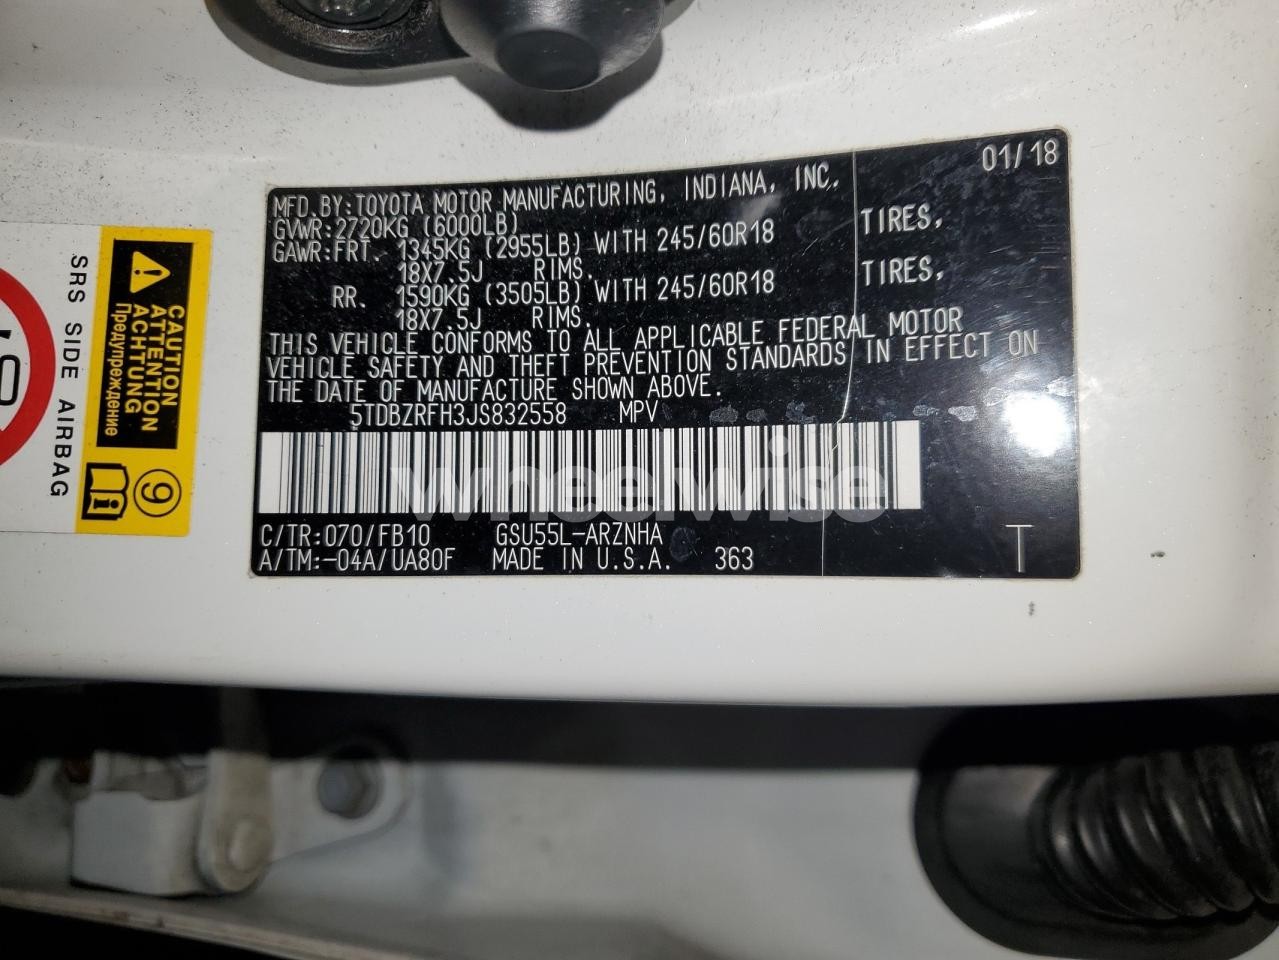 01/18
MFD.BY:TOYOTA MOTOR MANUFACTURING, INDIANA, INC.
GVWR:2720KG (6000LB)
GAWR:FRT. 1345KG (2955LB) WITH 245/60R18 TIRES,
18X7.5J RIMS.
RR. 1590KG (3505LB) WITH 245/60R18 TIRES,
18X7.5J RIMS.
THIS VEHICLE CONFORMS TO ALL APPLICABLE FEDERAL MOTOR
VEHICLE SAFETY AND THEFT PREVENTION STANDARDS IN EFFECT ON
THE DATE OF MANUFACTURE SHOWN ABOVE.
5TDBZRFH3JS832558 MPV
wheelwise
C/TR:070/FB10 GSU55L-ARZNHA
A/TM:-04A/UA80F MADE IN U.S.A. 363 T
SRS SIDE AIRBAG
CAUTION
ATTENTION
ACHTUNG
Предупреждение
9